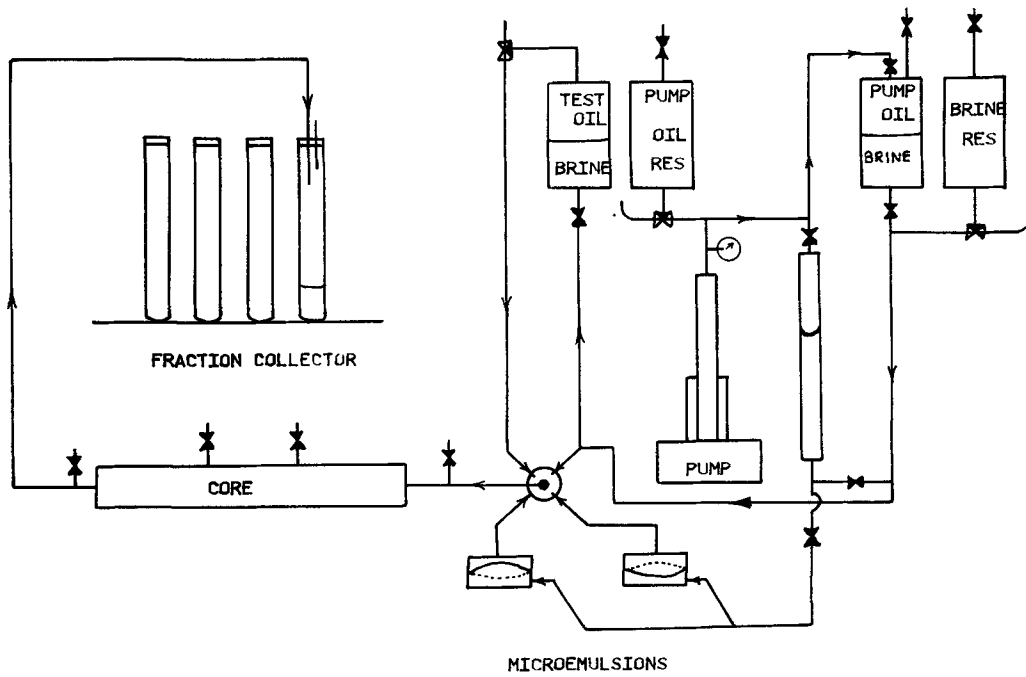 TEST
OIL
BRINE
PUMP
OIL
RES
PUMP
OIL
BRINE
BRINE
RES
FRACTION COLLECTOR
CORE
PUMP
MICROEMULSIONS